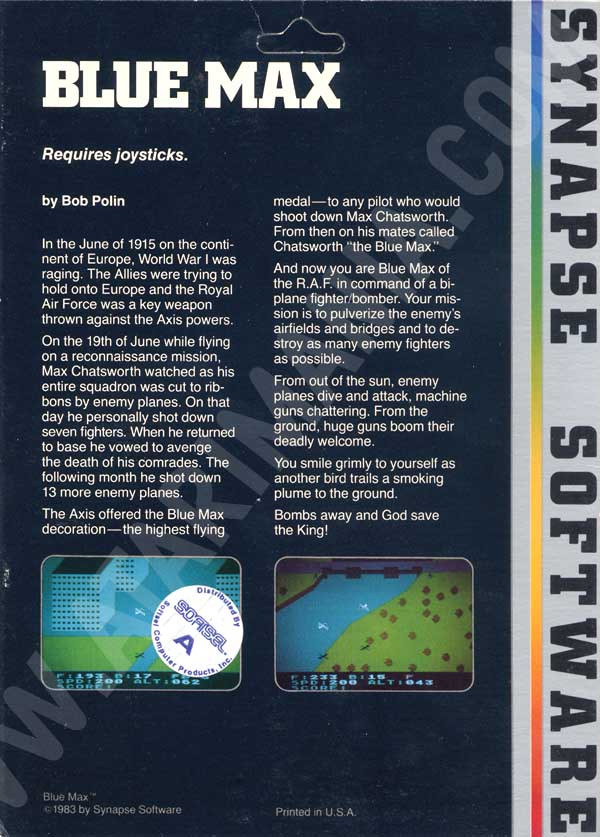 BLUE MAX
Requires joysticks.
by Bob Polin
In the June of 1915 on the conti-
nent of Europe, World War I was
raging. The Allies were trying to
hold onto Europe and the Royal
Air Force was a key weapon
thrown against the Axis powers.
On the 19th of June while flying
on a reconnaissance mission,
Max Chatsworth watched as his
entire squadron was cut to rib-
bons by enemy planes. On that
day he personally shot down
seven fighters. When he returned
to base he vowed to avenge
the death of his comrades. The
following month he shot down
13 more enemy planes.
The Axis offered the Blue Max
decoration—the highest flying
medal—to any pilot who would
shoot down Max Chatsworth.
From then on his mates called
Chatsworth "the Blue Max."
And now you are Blue Max of
the R.A.F. in command of a bi-
plane fighter/bomber. Your mis-
sion is to pulverize the enemy's
airfields and bridges and to de-
stroy as many enemy fighters
as possible.
From out of the sun, enemy
planes dive and attack, machine
guns chattering. From the
ground, huge guns boom their
deadly welcome.
You smile grimly to yourself as
another bird trails a smoking
plume to the ground.
Bombs away and God save
the King!
Distributed By
SOFTSEL
A
Softsel Computer Products, Inc.
F:193 B:17 F
SPD:200 ALT:062
SCORE:
F:233 B:15 F
SPD:200 ALT:043
SCORE:
Blue Max™
©1983 by Synapse Software
Printed in U.S.A.
SYNAPSE SOFTWARE
WWW.ATARIMANIA.COM